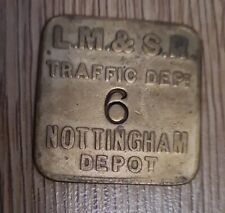 L.M.& S.R.
TRAFFIC DEPT
6
NOTTINGHAM
DEPOT